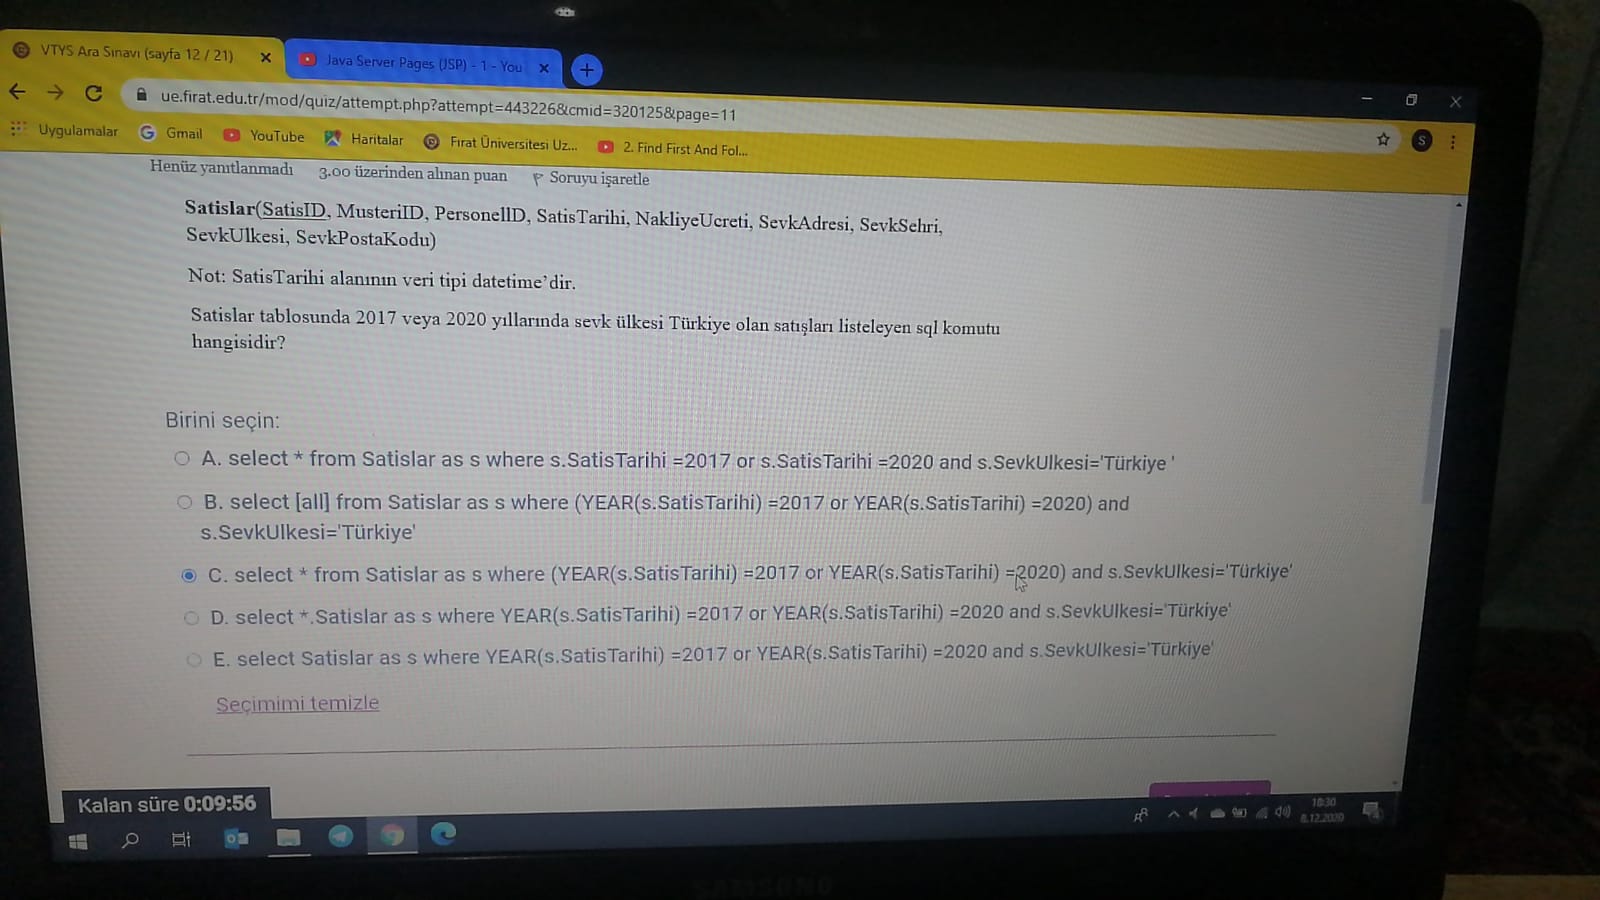 VTYS Ara Sınavı (sayfa 12 / 21)
Java Server Pages (JSP) - 1 - You
ue.firat.edu.tr/mod/quiz/attempt.php?attempt=443226&cmid=320125&page=11
S
Uygulamalar
Gmail
YouTube
Haritalar
Fırat Üniversitesi Uz...
2. Find First And Fol...
Henüz yanıtlanmadı
3.00 üzerinden alınan puan
Soruyu işaretle
Satislar(SatisID, MusteriID, PersonelID, SatisTarihi, NakliyeUcreti, SevkAdresi, SevkSehri,
SevkUlkesi, SevkPostaKodu)
Not: SatisTarihi alanının veri tipi datetime’dir.
Satislar tablosunda 2017 veya 2020 yıllarında sevk ülkesi Türkiye olan satışları listeleyen sql komutu
hangisidir?
Birini seçin:
A. select * from Satislar as s where s.SatisTarihi =2017 or s.SatisTarihi =2020 and s.SevkUlkesi='Türkiye '
B. select [all] from Satislar as s where (YEAR(s.SatisTarihi) =2017 or YEAR(s.SatisTarihi) =2020) and
s.SevkUlkesi='Türkiye'
C. select * from Satislar as s where (YEAR(s.SatisTarihi) =2017 or YEAR(s.SatisTarihi) =2020) and s.SevkUlkesi='Türkiye'
D. select *.Satislar as s where YEAR(s.SatisTarihi) =2017 or YEAR(s.SatisTarihi) =2020 and s.SevkUlkesi='Türkiye'
E. select Satislar as s where YEAR(s.SatisTarihi) =2017 or YEAR(s.SatisTarihi) =2020 and s.SevkUlkesi='Türkiye'
Seçimimi temizle
Kalan süre 0:09:56
18:30
8.12.2020
SAMSUNG